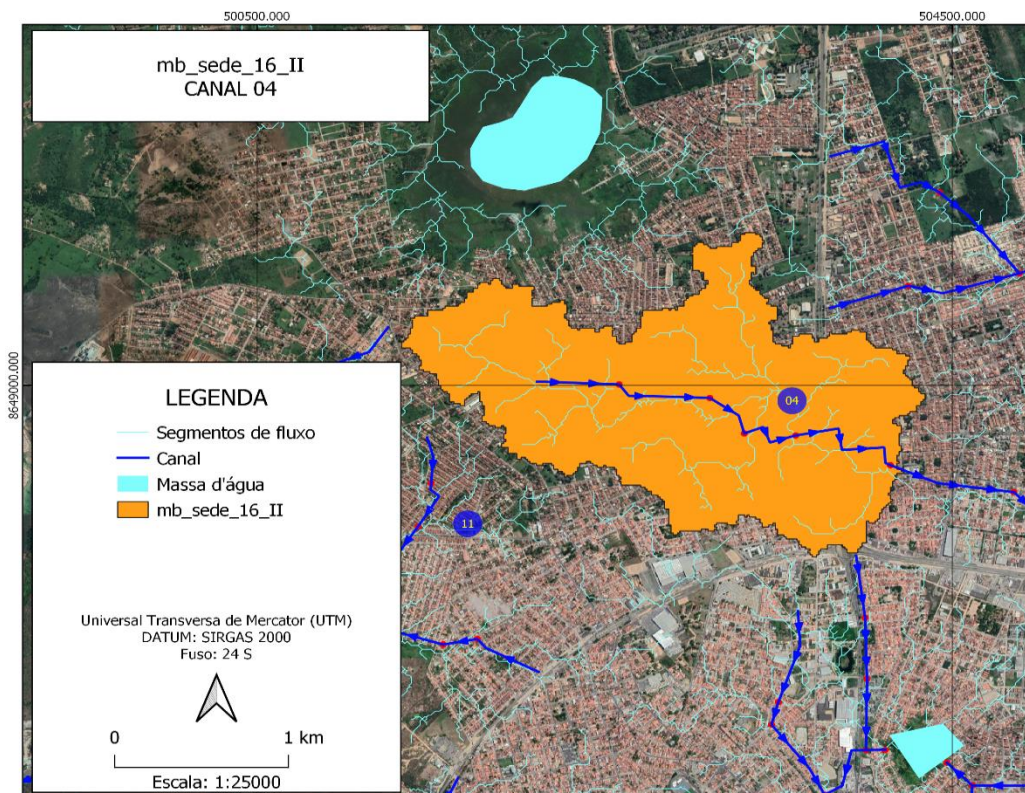 500500.000
504500.000
mb_sede_16_II
CANAL 04
8649000.000
04
LEGENDA
Segmentos de fluxo
Canal
Massa d'água
mb_sede_16_II
11
Universal Transversa de Mercator (UTM)
DATUM: SIRGAS 2000
Fuso: 24 S
0
1 km
Escala: 1:25000